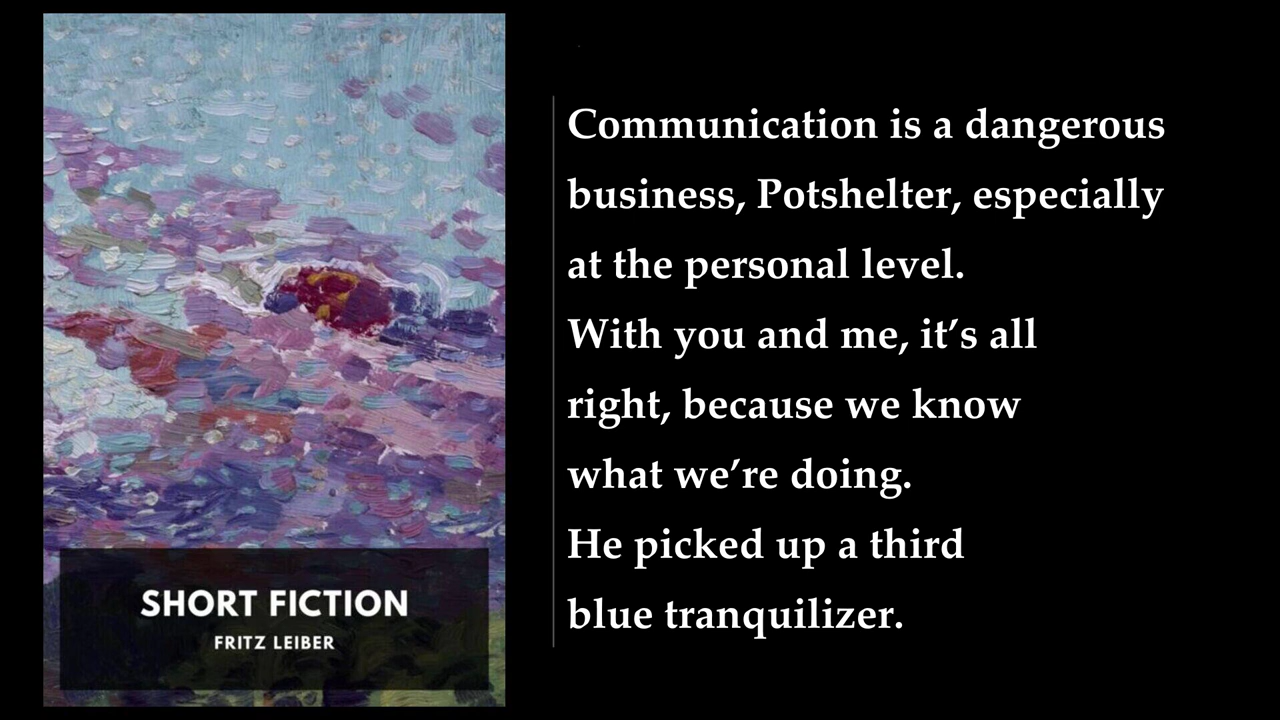 SHORT FICTION
FRITZ LEIBER
Communication is a dangerous
business, Potshelter, especially
at the personal level.
With you and me, it’s all
right, because we know
what we’re doing.
He picked up a third
blue tranquilizer.